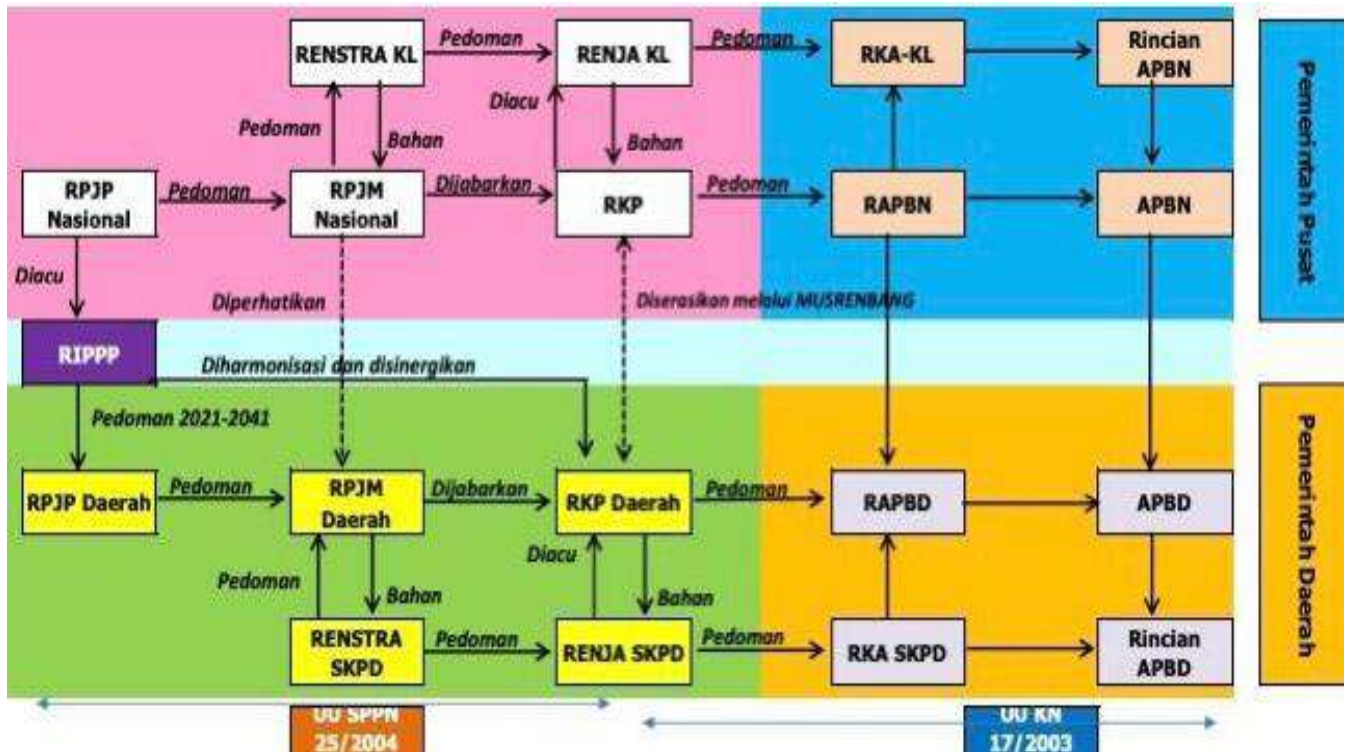 RENSTRA KL
Pedoman
RENJA KL
Pedoman
RKA-KL
Rincian
APBN
Pemerintah Pusat
Pedoman
Bahan
Diacu
Bahan
RPJP
Nasional
Pedoman
RPJM
Nasional
Dijabarkan
RKP
Pedoman
RAPBN
APBN
Diacu
Diperhatikan
Diserasikan melalui MUSRENBANG
RIPPP
Diharmonisasi dan disinergikan
Pedoman 2021-2041
RPJP Daerah
Pedoman
RPJM
Daerah
Dijabarkan
RKP Daerah
Pedoman
RAPBD
APBD
Pemerintah Daerah
Pedoman
Bahan
Diacu
Bahan
RENSTRA
SKPD
Pedoman
RENJA SKPD
Pedoman
RKA SKPD
Rincian
APBD
UU SPPN
25/2004
UU KN
17/2003